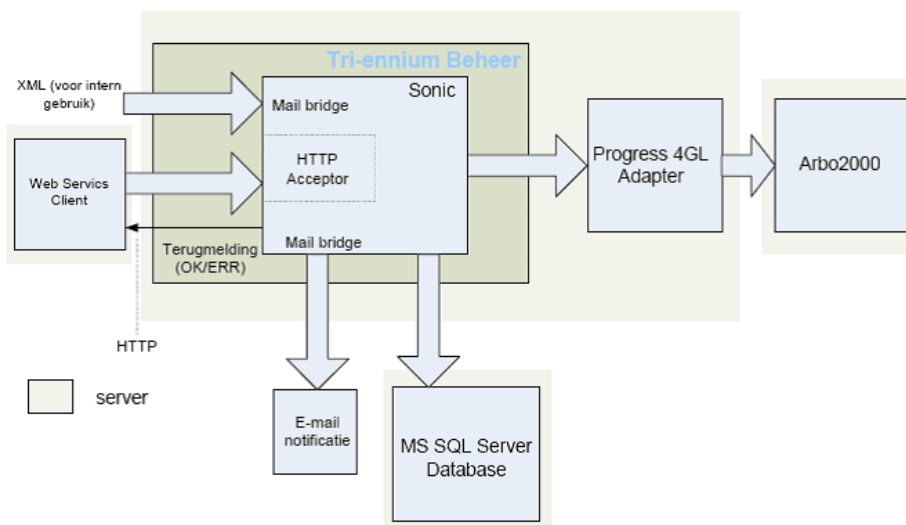 Tri-ennium Beheer
XML (voor intern
gebruik)
Mail bridge
Sonic
HTTP
Acceptor
Progress 4GL
Adapter
Arbo2000
Web Servics
Client
Mail bridge
Terugmelding
(OK/ERR)
HTTP
server
E-mail
notificatie
MS SQL Server
Database